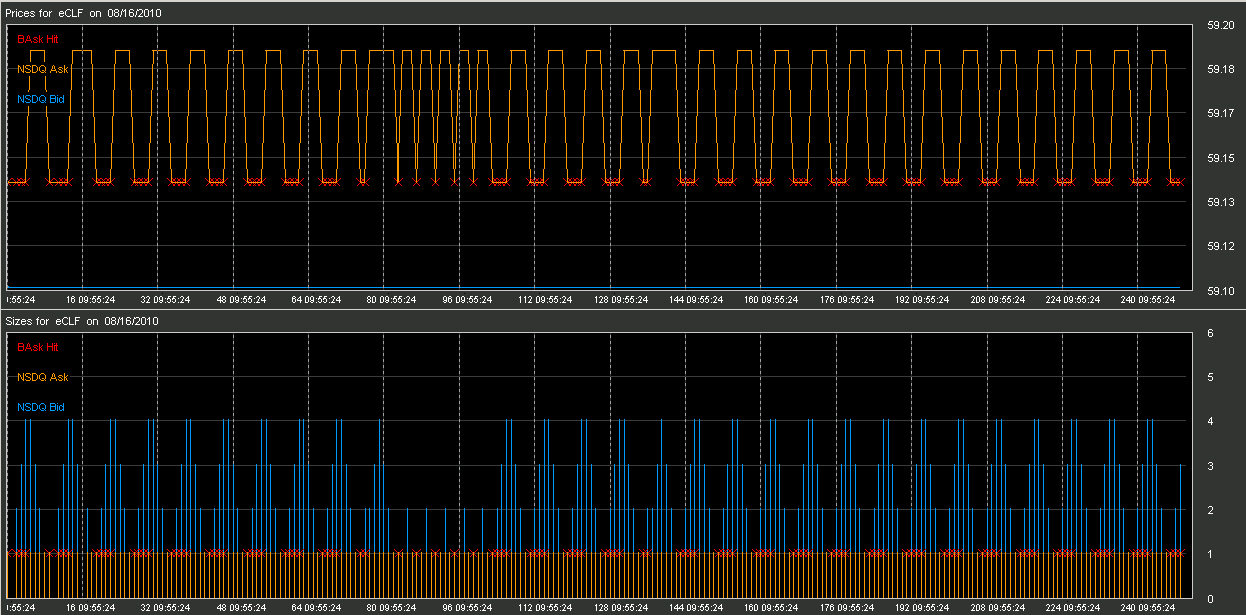 Prices for eCLF on 08/16/2010
BAsk Hit
NSDQ Ask
NSDQ Bid
59.20
59.18
59.17
59.15
59.13
59.12
59.10
:55:24 16 09:55:24 32 09:55:24 48 09:55:24 64 09:55:24 80 09:55:24 96 09:55:24 112 09:55:24 128 09:55:24 144 09:55:24 160 09:55:24 176 09:55:24 192 09:55:24 208 09:55:24 224 09:55:24 240 09:55:24
Sizes for eCLF on 08/16/2010
BAsk Hit
NSDQ Ask
NSDQ Bid
6
5
4
3
2
1
0
:55:24 16 09:55:24 32 09:55:24 48 09:55:24 64 09:55:24 80 09:55:24 96 09:55:24 112 09:55:24 128 09:55:24 144 09:55:24 160 09:55:24 176 09:55:24 192 09:55:24 208 09:55:24 224 09:55:24 240 09:55:24